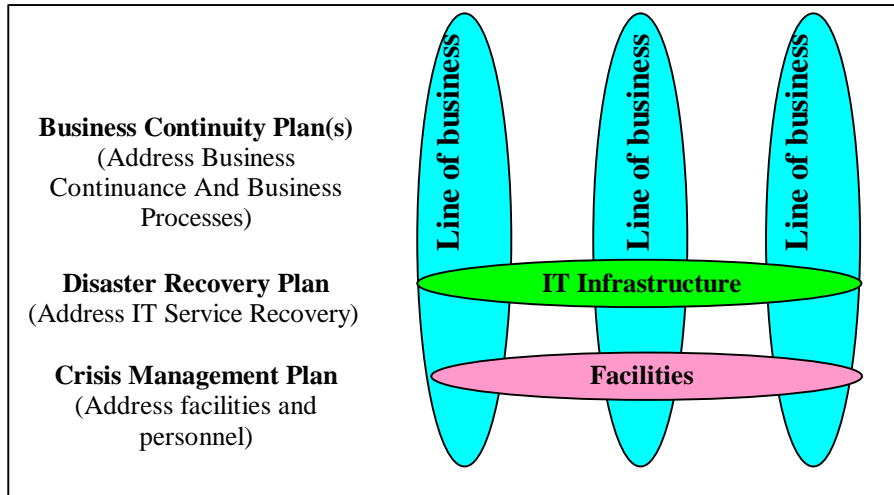 Business Continuity Plan(s)
(Address Business
Continuance And Business
Processes)
Disaster Recovery Plan
(Address IT Service Recovery)
Crisis Management Plan
(Address facilities and
personnel)
Line of business
Line of business
Line of business
IT Infrastructure
Facilities